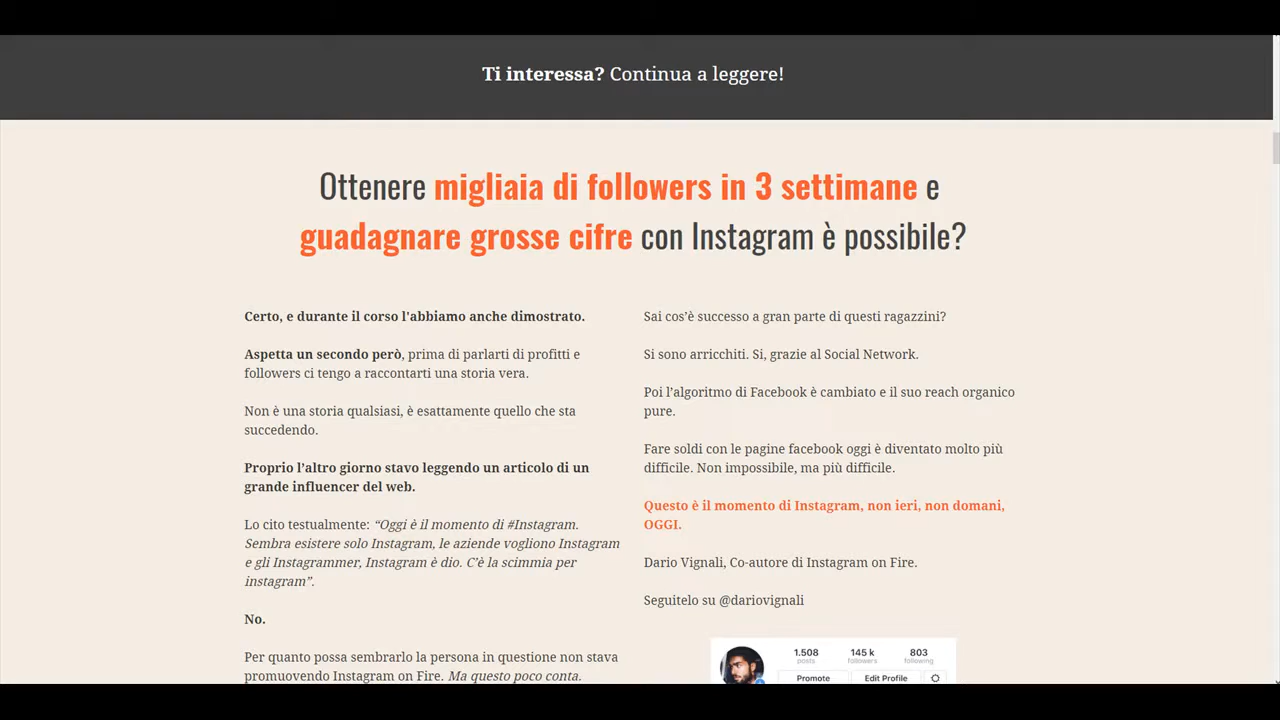 Ti interessa? Continua a leggere!
Ottenere migliaia di followers in 3 settimane e
guadagnare grosse cifre con Instagram è possibile?
Certo, e durante il corso l'abbiamo anche dimostrato.
Aspetta un secondo però, prima di parlarti di profitti e
followers ci tengo a raccontarti una storia vera.
Non è una storia qualsiasi, è esattamente quello che sta
succedendo.
Proprio l’altro giorno stavo leggendo un articolo di un
grande influencer del web.
Lo cito testualmente: “Oggi è il momento di #Instagram.
Sembra esistere solo Instagram, le aziende vogliono Instagram
e gli Instagrammer, Instagram è dio. C’è la scimmia per
instagram”.
No.
Per quanto possa sembrarlo la persona in questione non stava
promuovendo Instagram on Fire. Ma questo poco conta.
Sai cos’è successo a gran parte di questi ragazzini?
Si sono arricchiti. Si, grazie al Social Network.
Poi l’algoritmo di Facebook è cambiato e il suo reach organico
pure.
Fare soldi con le pagine facebook oggi è diventato molto più
difficile. Non impossibile, ma più difficile.
Questo è il momento di Instagram, non ieri, non domani,
OGGI.
Dario Vignali, Co-autore di Instagram on Fire.
Seguitelo su @dariovignali
1.508 145 k 803
posts followers following
Promote Edit Profile